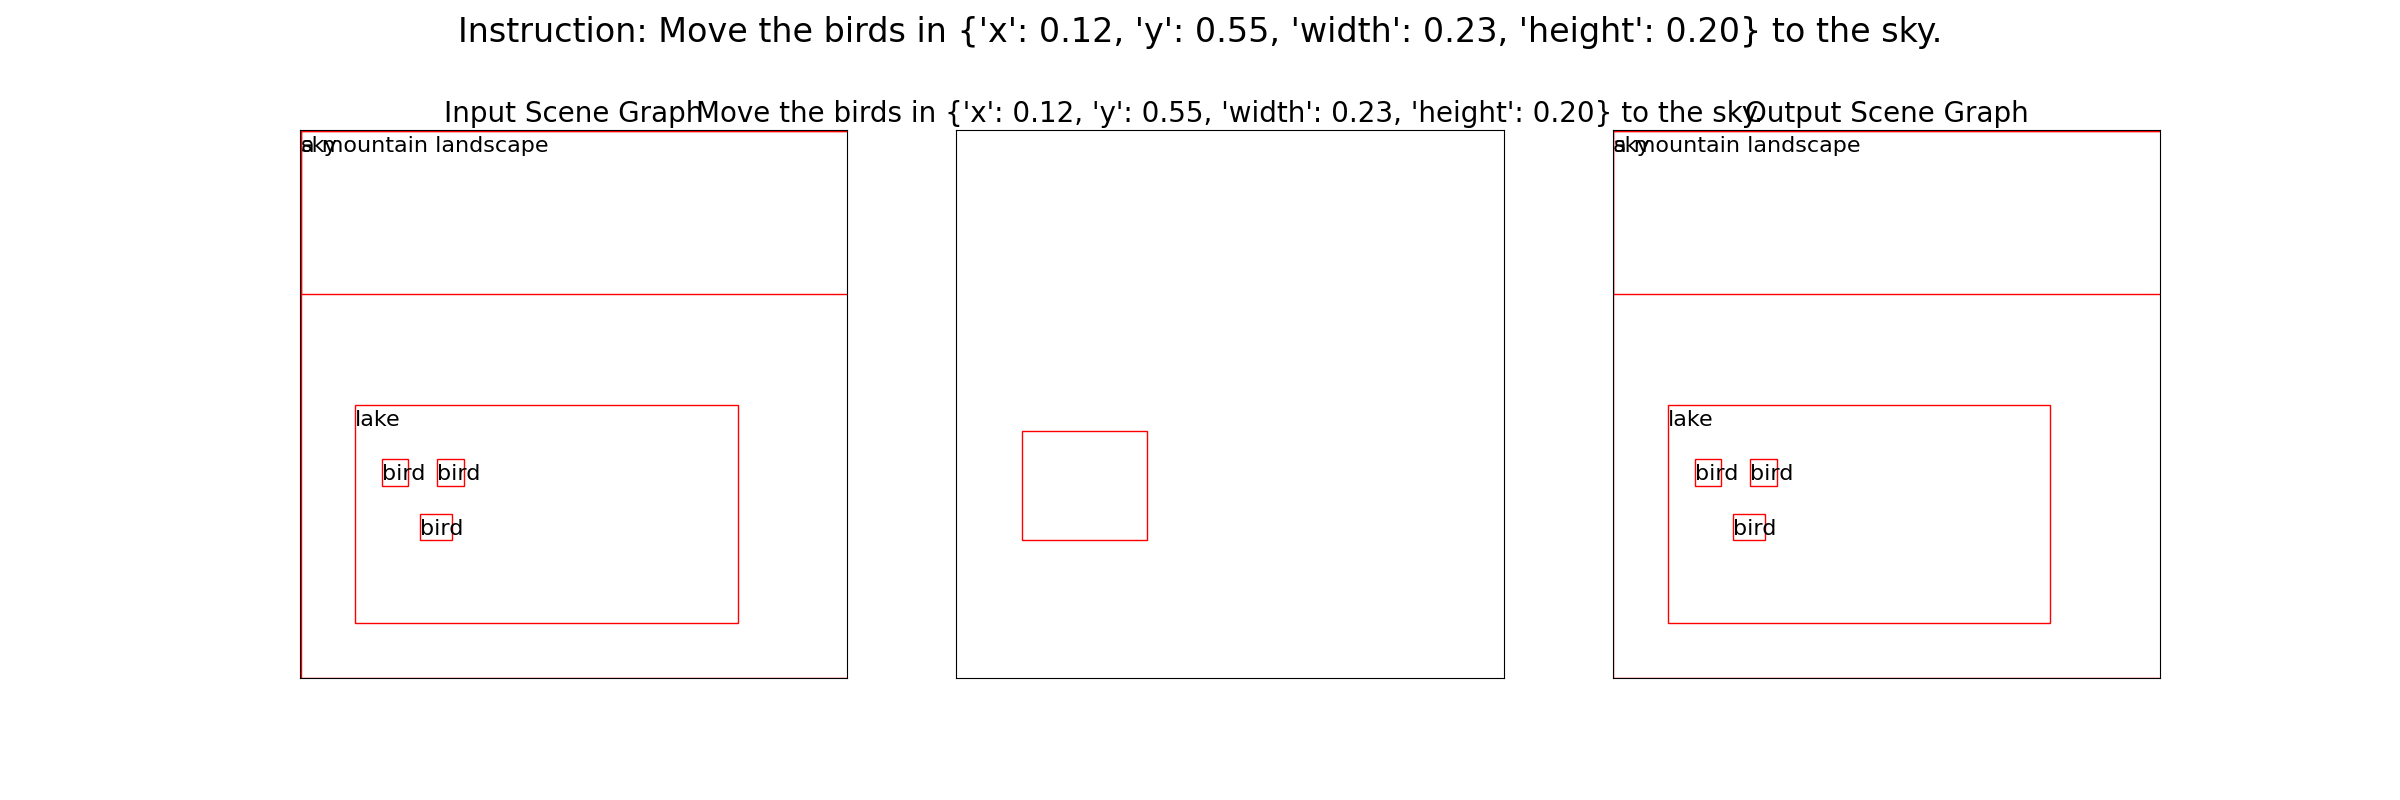 Instruction: Move the birds in {'x': 0.12, 'y': 0.55, 'width': 0.23, 'height': 0.20} to the sky.
Input Scene Graph
Move the birds in {'x': 0.12, 'y': 0.55, 'width': 0.23, 'height': 0.20} to the sky.
Output Scene Graph
a mountain landscape
sky
lake
bird bird
bird
a mountain landscape
sky
lake
bird bird
bird